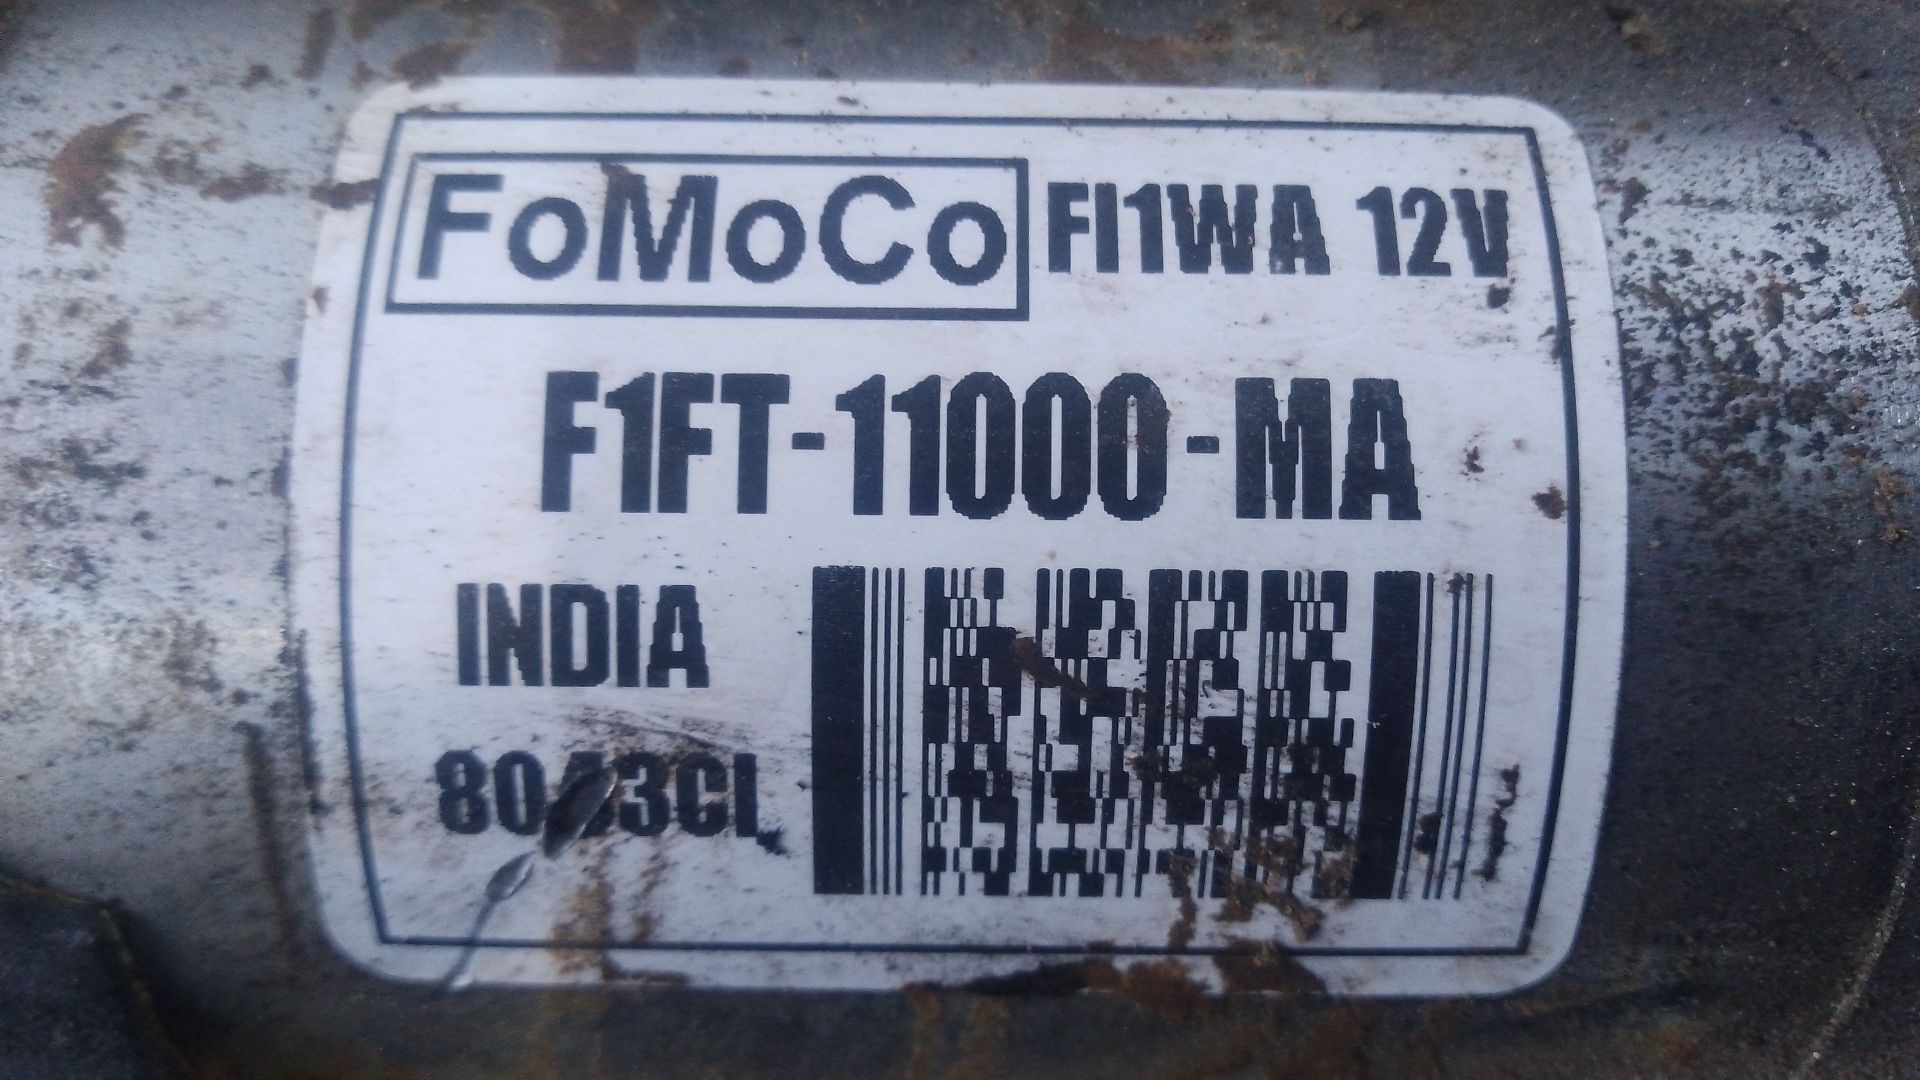 FoMoCo FI1WA 12V
F1FT-11000-MA
INDIA